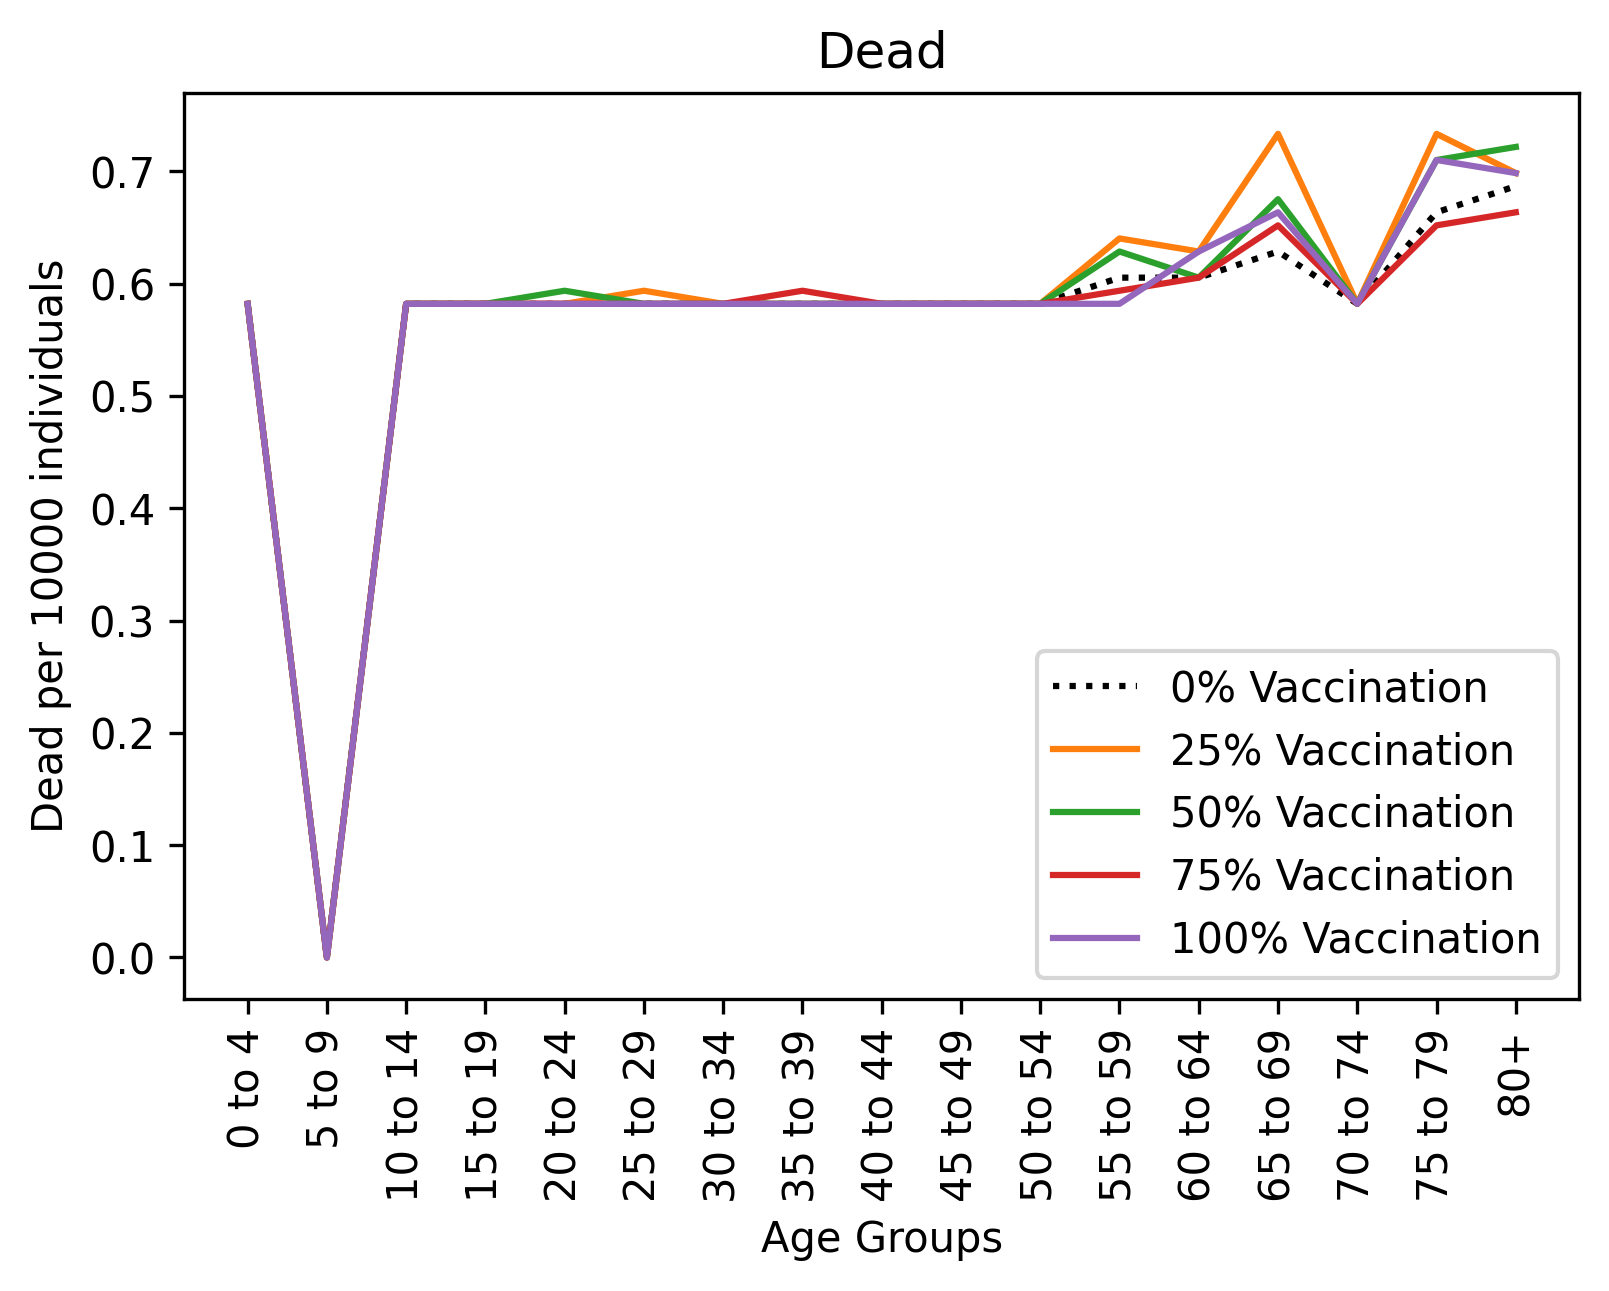 Dead
Dead per 10000 individuals
0.7
0.6
0.5
0.4
0.3
0.2
0.1
0.0
0% Vaccination
25% Vaccination
50% Vaccination
75% Vaccination
100% Vaccination
0 to 4
5 to 9
10 to 14
15 to 19
20 to 24
25 to 29
30 to 34
35 to 39
40 to 44
45 to 49
50 to 54
55 to 59
60 to 64
65 to 69
70 to 74
75 to 79
80+
Age Groups